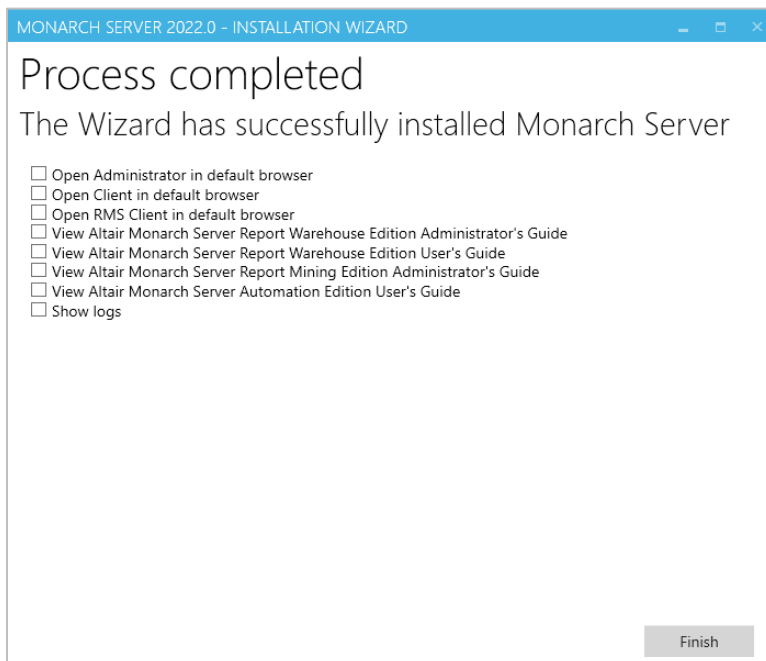 MONARCH SERVER 2022.0 - INSTALLATION WIZARD
Process completed
The Wizard has successfully installed Monarch Server
Open Administrator in default browser
Open Client in default browser
Open RMS Client in default browser
View Altair Monarch Server Report Warehouse Edition Administrator's Guide
View Altair Monarch Server Report Warehouse Edition User's Guide
View Altair Monarch Server Report Mining Edition Administrator's Guide
View Altair Monarch Server Automation Edition User's Guide
Show logs
Finish